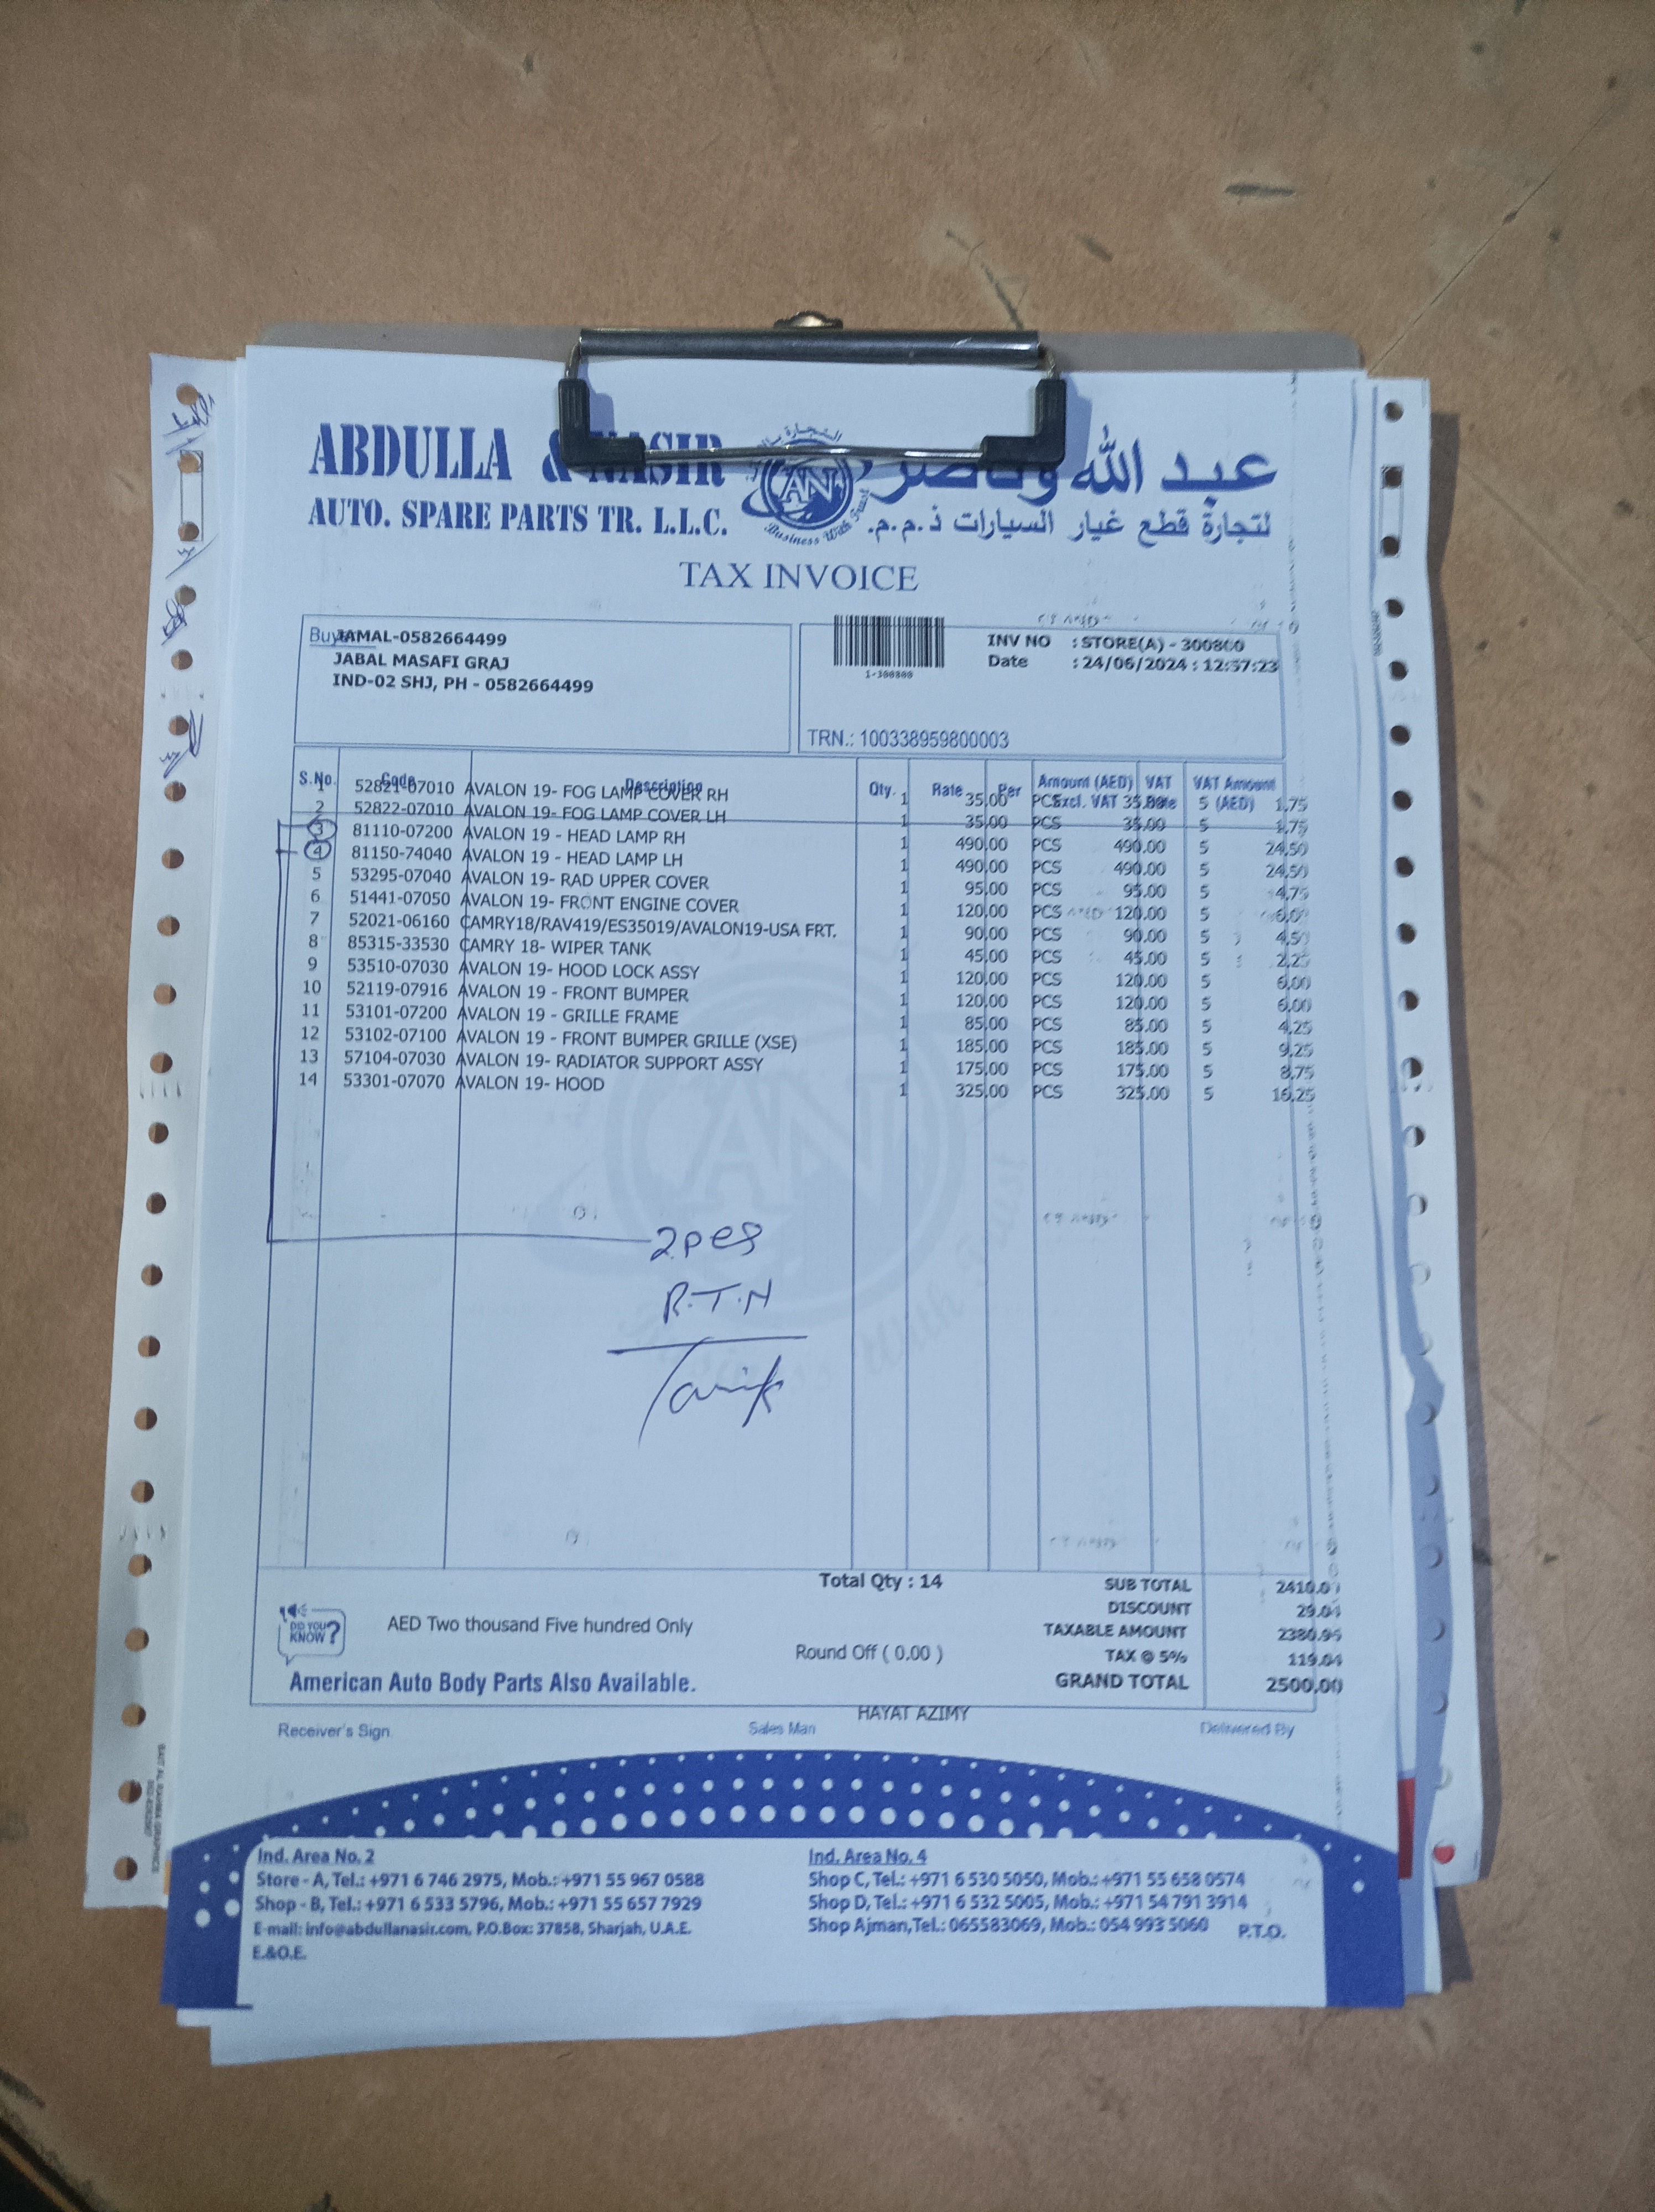 ABDULLA & NASIR
عبد الله وناصر
AUTO. SPARE PARTS TR. L.L.C.
لتجارة قطع غيار السيارات ذ.م.م.
AN
Business With Trust
TAX INVOICE
Buyer
JAMAL-0582664499
JABAL MASAFI GRAJ
IND-02 SHJ, PH - 0582664499
1-300800
INV NO : STORE(A) - 300800
Date : 24/06/2024 : 12:57:23
TRN.: 100338959800003
S.No. Code Description Qty. Rate Per Amount (AED) Excl. VAT VAT Rate VAT Amount (AED)
1 52821-07010 AVALON 19- FOG LAMP COVER RH 1 35.00 PCS 35.00 5 1.75
2 52822-07010 AVALON 19- FOG LAMP COVER LH 1 35.00 PCS 35.00 5 1.75
3 81110-07200 AVALON 19 - HEAD LAMP RH 1 490.00 PCS 490.00 5 24.50
4 81150-74040 AVALON 19 - HEAD LAMP LH 1 490.00 PCS 490.00 5 24.50
5 53295-07040 AVALON 19- RAD UPPER COVER 1 95.00 PCS 95.00 5 4.75
6 51441-07050 AVALON 19- FRONT ENGINE COVER 1 120.00 PCS 120.00 5 6.00
7 52021-06160 CAMRY18/RAV419/ES35019/AVALON19-USA FRT. 1 90.00 PCS 90.00 5 4.50
8 85315-33530 CAMRY 18- WIPER TANK 1 45.00 PCS 45.00 5 2.25
9 53510-07030 AVALON 19- HOOD LOCK ASSY 1 120.00 PCS 120.00 5 6.00
10 52119-07916 AVALON 19 - FRONT BUMPER 1 120.00 PCS 120.00 5 6.00
11 53101-07200 AVALON 19 - GRILLE FRAME 1 85.00 PCS 85.00 5 4.25
12 53102-07100 AVALON 19 - FRONT BUMPER GRILLE (XSE) 1 185.00 PCS 185.00 5 9.25
13 57104-07030 AVALON 19- RADIATOR SUPPORT ASSY 1 175.00 PCS 175.00 5 8.75
14 53301-07070 AVALON 19- HOOD 1 325.00 PCS 325.00 5 16.25
2 pcs
R.T.N
Tarik
Total Qty : 14
SUB TOTAL 2410.00
DISCOUNT 29.04
TAXABLE AMOUNT 2380.96
TAX @ 5% 119.04
GRAND TOTAL 2500.00
DID YOU KNOW?
AED Two thousand Five hundred Only
Round Off ( 0.00 )
American Auto Body Parts Also Available.
HAYAT AZIMY
Receiver's Sign Sales Man Delivered By
Ind. Area No. 2
Store - A, Tel.: +971 6 746 2975, Mob.: +971 55 967 0588
Shop - B, Tel.: +971 6 533 5796, Mob.: +971 55 657 7929
E-mail: info@abdullanasir.com, P.O.Box: 37858, Sharjah, U.A.E.
E.&O.E.
Ind. Area No. 4
Shop C, Tel.: +971 6 530 5050, Mob.: +971 55 658 0574
Shop D, Tel.: +971 6 532 5005, Mob.: +971 54 791 3914
Shop Ajman,Tel.: 065583069, Mob.: 054 993 5060
P.T.O.